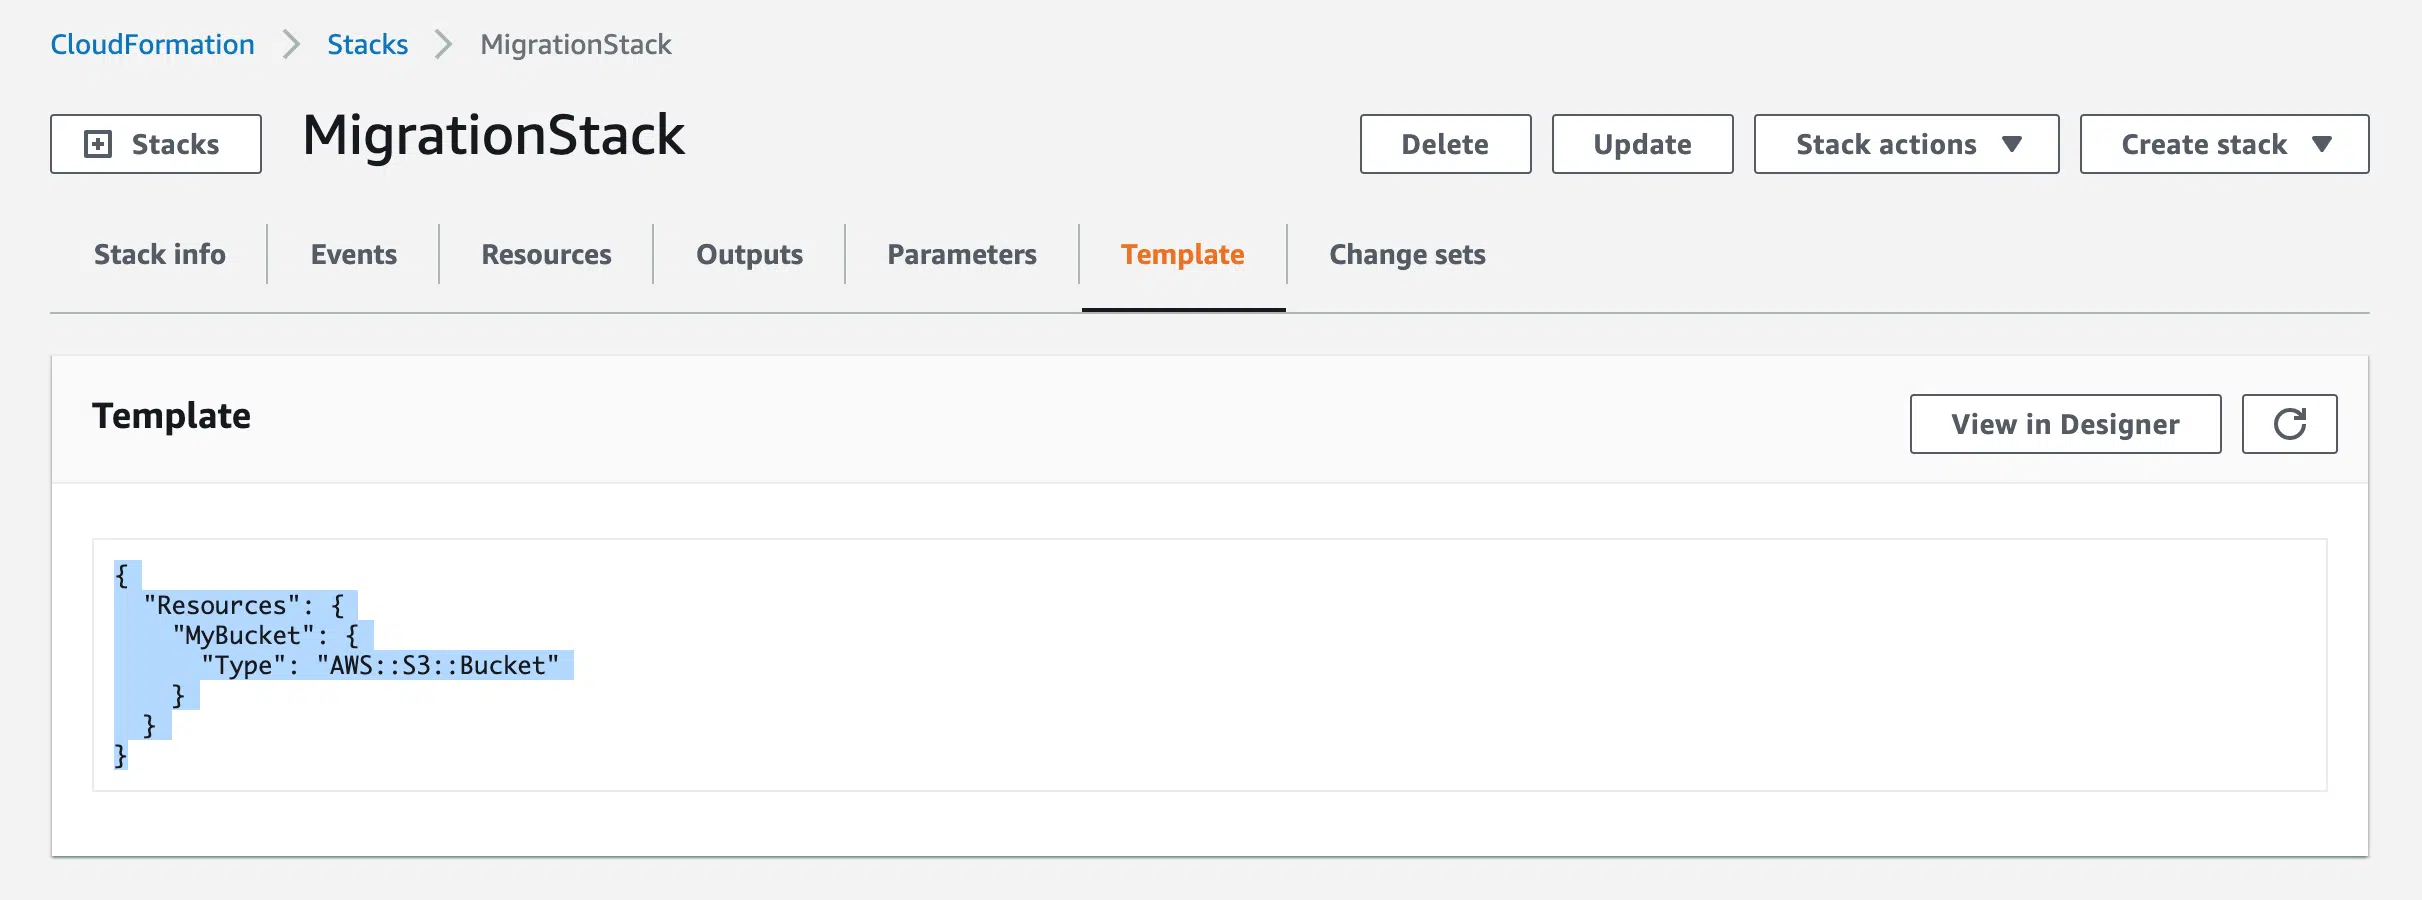 CloudFormation Stacks MigrationStack
Stacks MigrationStack Delete Update Stack actions Create stack
Stack info Events Resources Outputs Parameters Template Change sets
Template View in Designer
{
  "Resources": {
    "MyBucket": {
      "Type": "AWS::S3::Bucket"
    }
  }
}